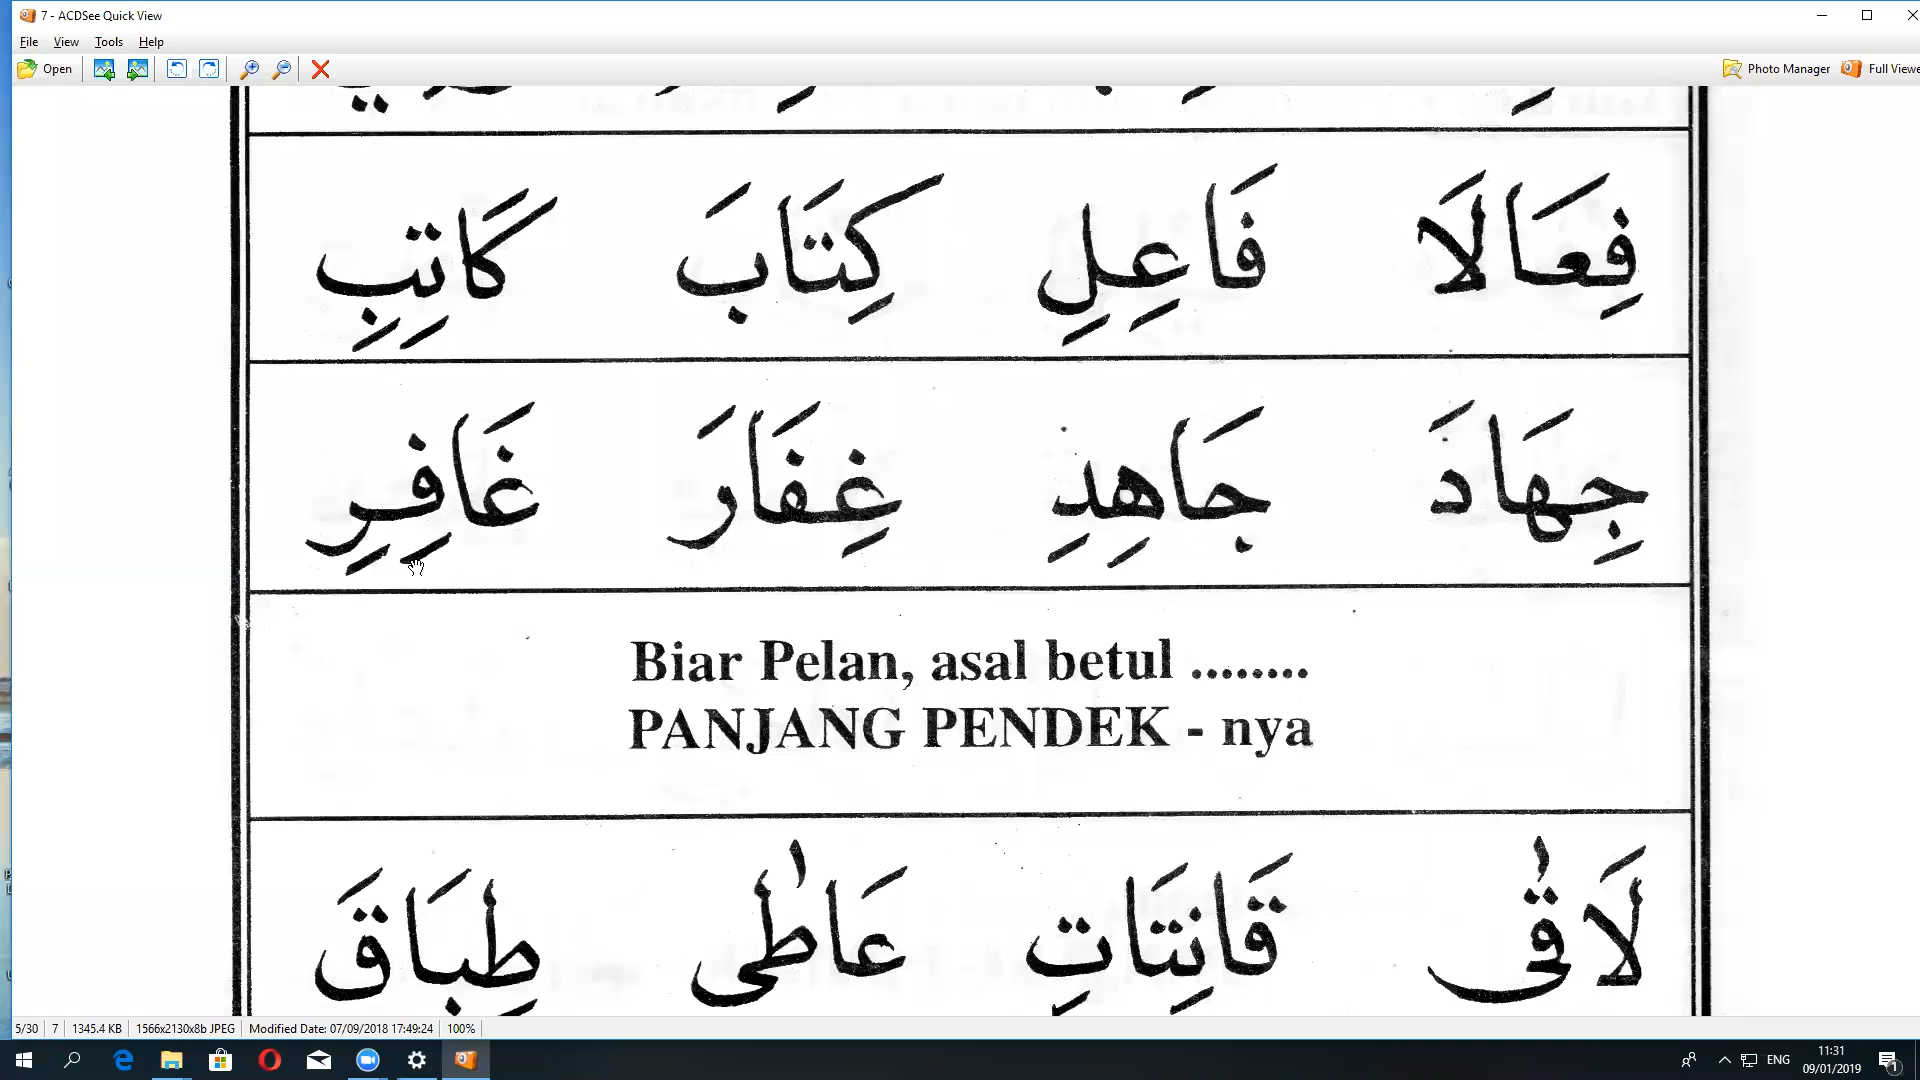 7 - ACDSee Quick View
File View Tools Help
Open Photo Manager Full Viewe
فِعَالَا فَاعِلِ كِتَابَ كَاتِبِ
جِهَادَ جَاهِدِ غِفَارَ غَافِرِ
Biar Pelan, asal betul ........
PANJANG PENDEK - nya
لَاقٰى قَانِتَاتِ عَاطٰى طِبَاقَ
5/30 7 1345.4 KB 1566x2130x8b JPEG Modified Date: 07/09/2018 17:49:24 100%
ENG 11:31
09/01/2019 1